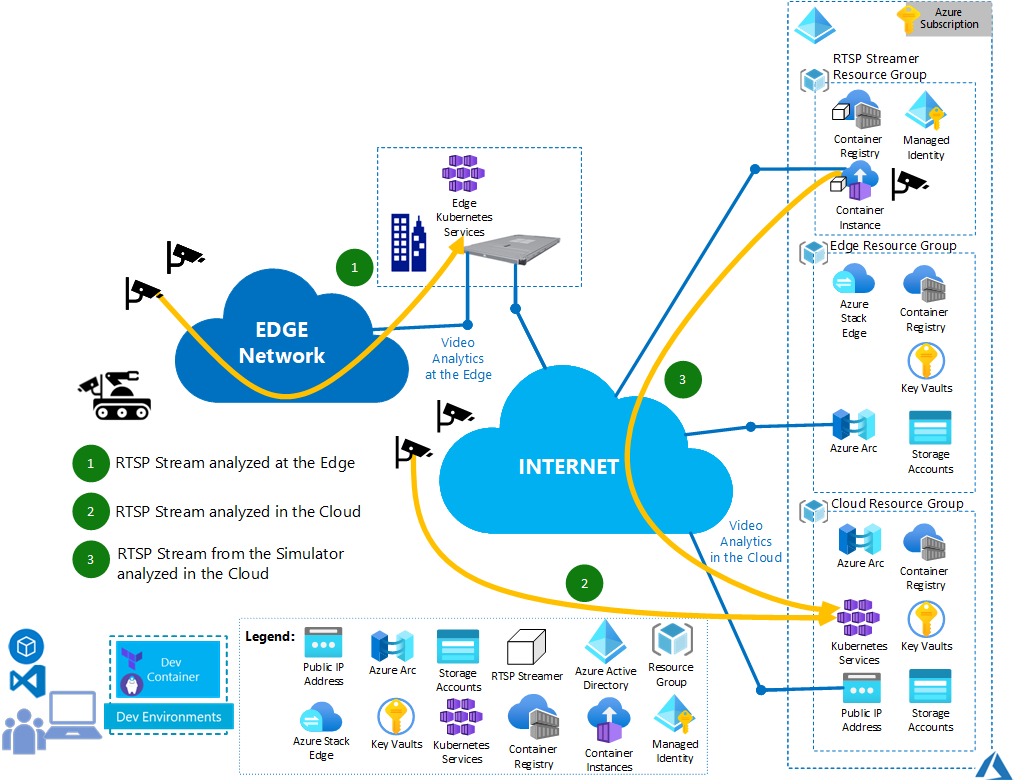 Azure
Subscription
RTSP Streamer
Resource Group
Container
Registry
Managed
Identity
Container
Instance
Edge
Kubernetes
Services
1
EDGE
Network
Video
Analytics
at the Edge
Edge Resource Group
Azure
Stack
Edge
Container
Registry
Key Vaults
Azure Arc
Storage
Accounts
3
INTERNET
1
RTSP Stream analyzed at the Edge
2
RTSP Stream analyzed in the Cloud
3
RTSP Stream from the Simulator
analyzed in the Cloud
Video
Analytics
in the Cloud
2
Cloud Resource Group
Azure Arc
Container
Registry
Kubernetes
Services
Key Vaults
Public IP
Address
Storage
Accounts
Dev
Container
Dev Environments
Legend:
Public IP
Address
Azure Arc
Storage
Accounts
RTSP Streamer
Azure Active
Directory
Resource
Group
Azure Stack
Edge
Key Vaults
Kubernetes
Services
Container
Registry
Container
Instances
Managed
Identity